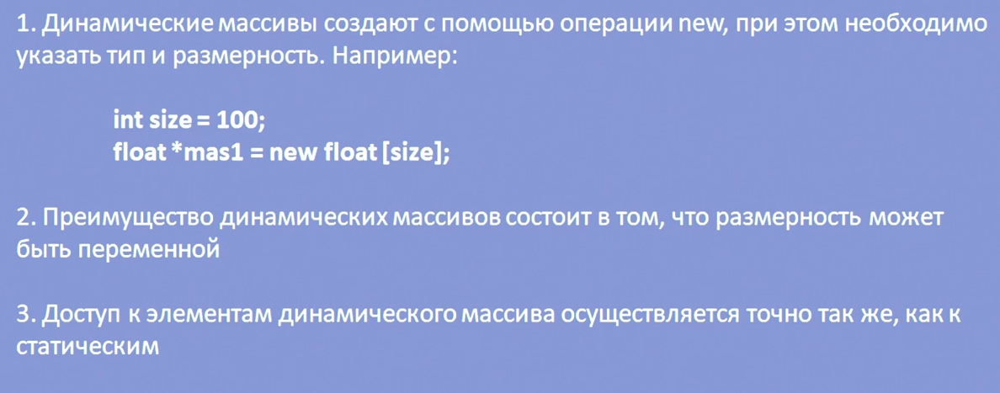 1. Динамические массивы создают с помощью операции new, при этом необходимо
указать тип и размерность. Например:
int size = 100;
float *mas1 = new float [size];
2. Преимущество динамических массивов состоит в том, что размерность может
быть переменной
3. Доступ к элементам динамического массива осуществляется точно так же, как к
статическим